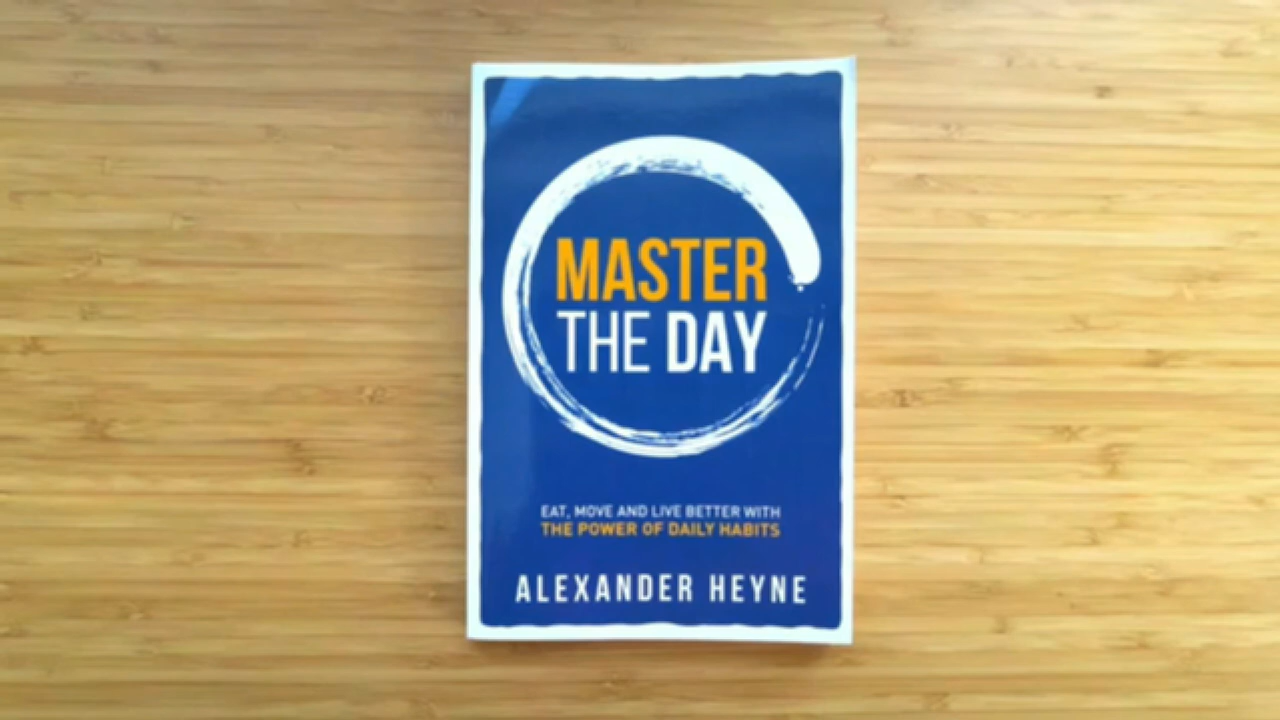 MASTER
THE DAY
EAT, MOVE AND LIVE BETTER WITH
THE POWER OF DAILY HABITS
ALEXANDER HEYNE